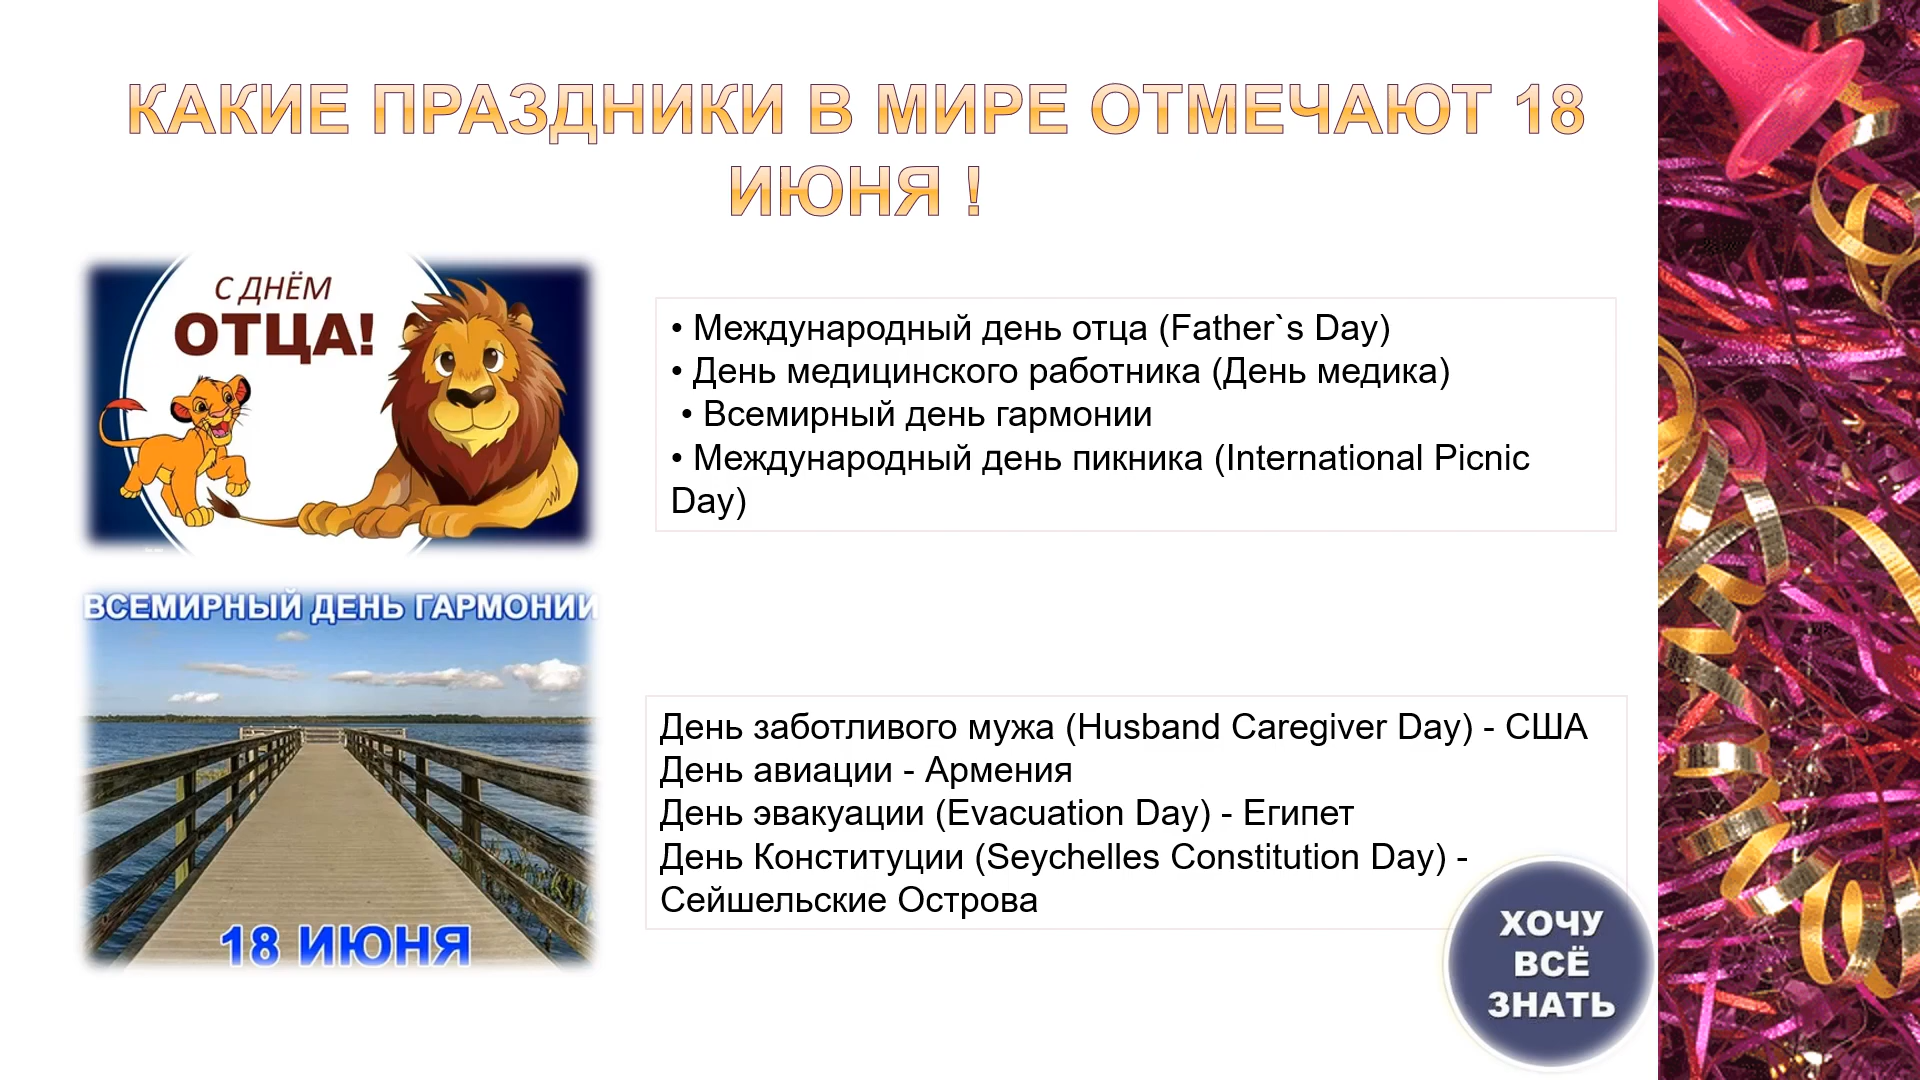 КАКИЕ ПРАЗДНИКИ В МИРЕ ОТМЕЧАЮТ 18
ИЮНЯ !
С ДНЁМ
ОТЦА!
• Международный день отца (Father`s Day)
• День медицинского работника (День медика)
• Всемирный день гармонии
• Международный день пикника (International Picnic
Day)
ВСЕМИРНЫЙ ДЕНЬ ГАРМОНИИ
18 ИЮНЯ
День заботливого мужа (Husband Caregiver Day) - США
День авиации - Армения
День эвакуации (Evacuation Day) - Египет
День Конституции (Seychelles Constitution Day) -
Сейшельские Острова
ХОЧУ
ВСЁ
ЗНАТЬ